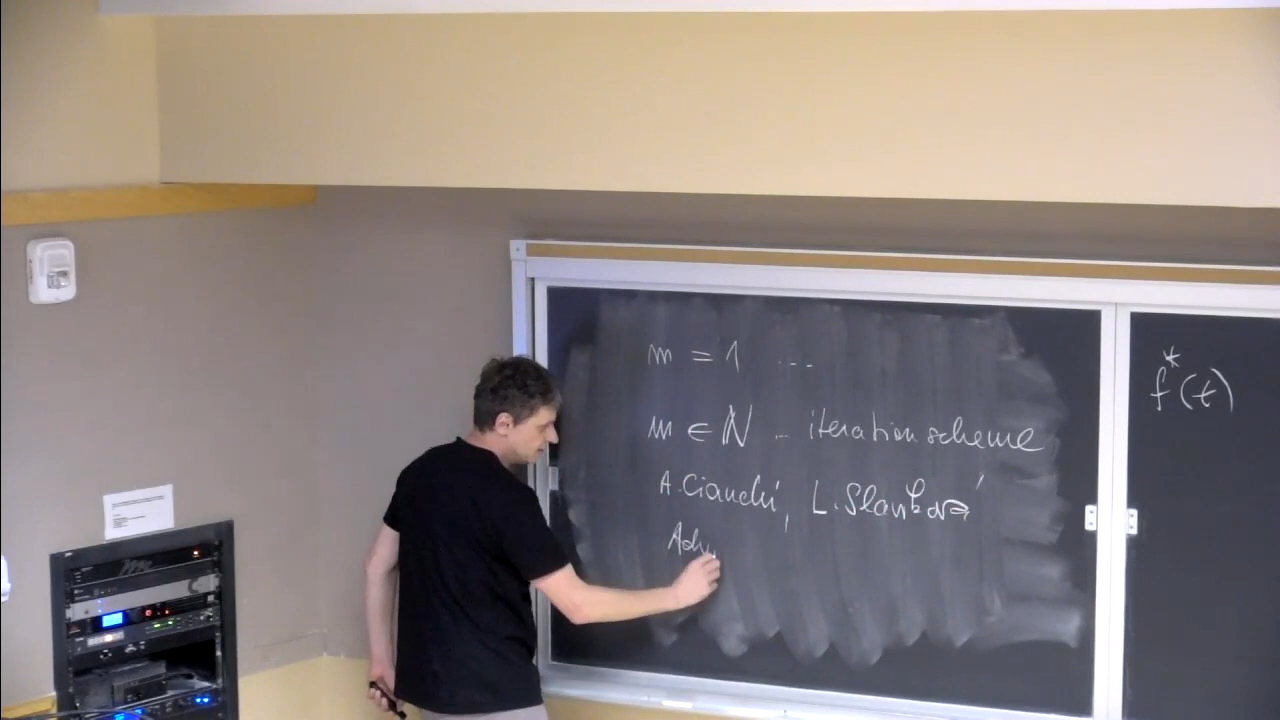 m = 1 ...
m ∈ ℕ .. iteration scheme
A. Cianchi, L. Slavíková
Adv.
f*(t)